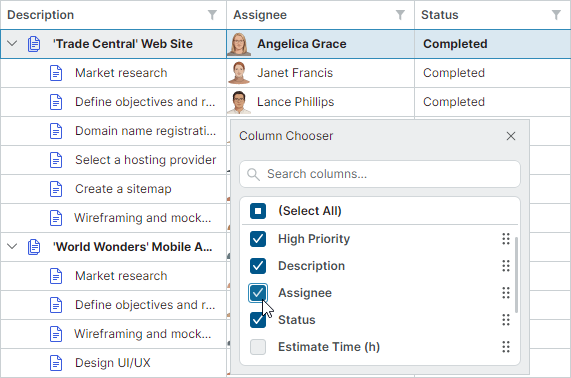 Description Assignee Status
'Trade Central' Web Site Angelica Grace Completed
Market research Janet Francis Completed
Define objectives and r... Lance Phillips Completed
Domain name registrati...
Column Chooser
Select a hosting provider
Search columns...
Create a sitemap
(Select All)
Wireframing and mock...
High Priority
'World Wonders' Mobile A...
Description
Market research
Assignee
Define objectives and r...
Status
Wireframing and mock...
Estimate Time (h)
Design UI/UX